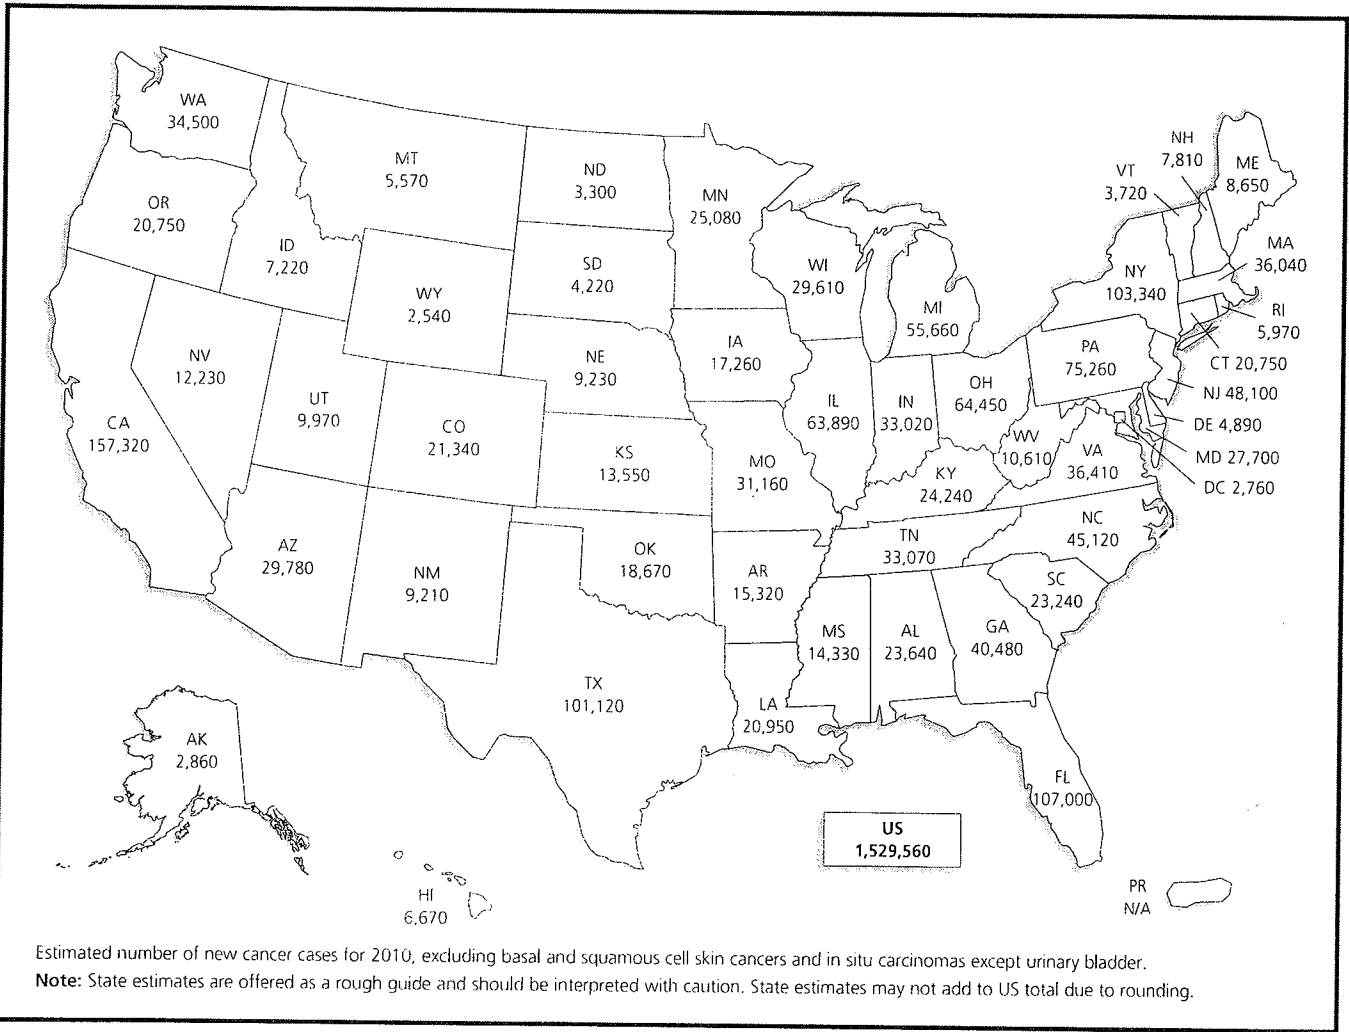 WA
34,500
MT
5,570
ND
3,300
MN
25,080
NH
7,810
VT
3,720
ME
8,650
OR
20,750
ID
7,220
SD
4,220
WI
29,610
MA
36,040
NY
103,340
WY
2,540
MI
55,660
RI
5,970
NV
12,230
NE
9,230
IA
17,260
PA
75,260
CT 20,750
NJ 48,100
UT
9,970
CO
21,340
IL
63,890
IN
33,020
OH
64,450
DE 4,890
CA
157,320
KS
13,550
MO
31,160
KY
24,240
WV
10,610
VA
36,410
MD 27,700
DC 2,760
AZ
29,780
NM
9,210
OK
18,670
AR
15,320
TN
33,070
NC
45,120
SC
23,240
MS
14,330
AL
23,640
GA
40,480
TX
101,120
LA
20,950
AK
2,860
FL
107,000
US
1,529,560
HI
6,670
PR
N/A
Estimated number of new cancer cases for 2010, excluding basal and squamous cell skin cancers and in situ carcinomas except urinary bladder.
Note: State estimates are offered as a rough guide and should be interpreted with caution. State estimates may not add to US total due to rounding.